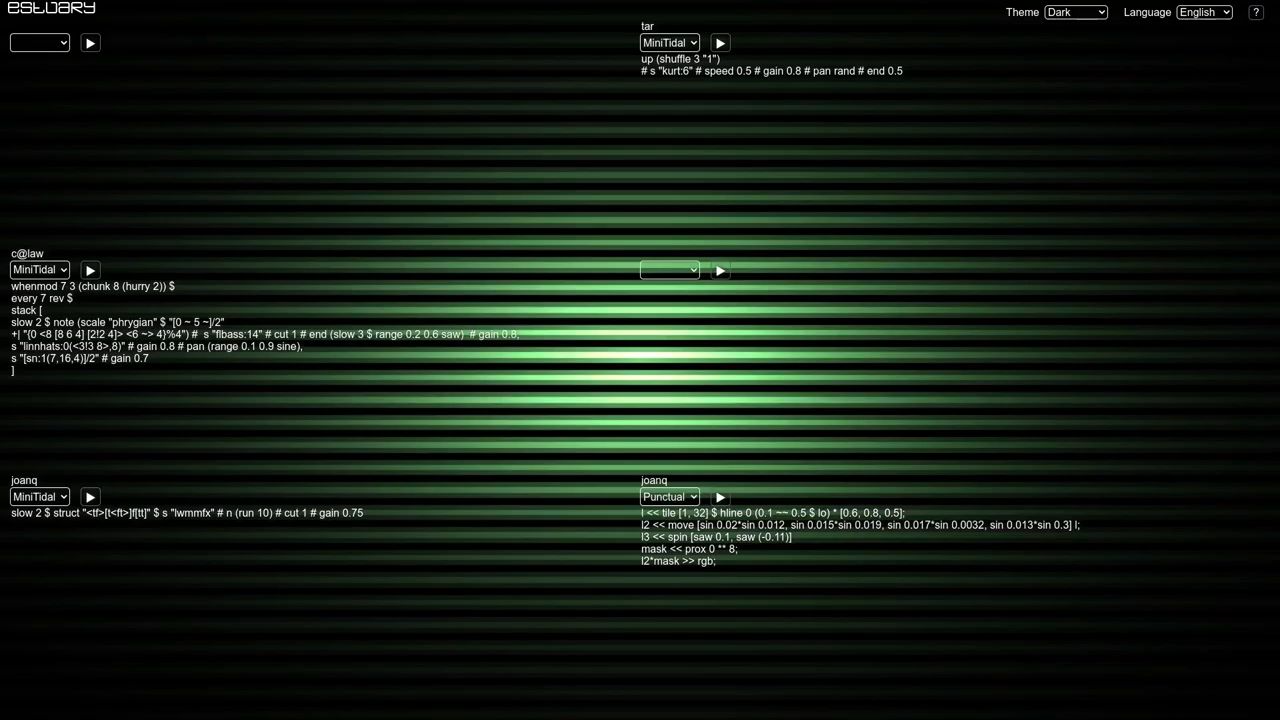 estuary
Theme Dark Language English ?
tar
MiniTidal
up (shuffle 3 "1")
# s "kurt:6" # speed 0.5 # gain 0.8 # pan rand # end 0.5
c@law
MiniTidal
whenmod 7 3 (chunk 8 (hurry 2)) $
every 7 rev $
stack [
slow 2 $ note (scale "phrygian" $ "[0 ~ 5 ~]/2"
+| "{0 <8 [8 6 4] [2!2 4]> <6 ~> 4}%4") #  s "flbass:14" # cut 1 # end (slow 3 $ range 0.2 0.6 saw)  # gain 0.8,
s "linnhats:0(<3!3 8>,8)" # gain 0.8 # pan (range 0.1 0.9 sine),
s "[sn:1(7,16,4)]/2" # gain 0.7
]
joanq
MiniTidal
slow 2 $ struct "<tf>[t<ft>]f[tt]" $ s "lwmmfx" # n (run 10) # cut 1 # gain 0.75
joanq
Punctual
l << tile [1, 32] $ hline 0 (0.1 ~~ 0.5 $ lo) * [0.6, 0.8, 0.5];
l2 << move [sin 0.02*sin 0.012, sin 0.015*sin 0.019, sin 0.017*sin 0.0032, sin 0.013*sin 0.3] l;
l3 << spin [saw 0.1, saw (-0.11)]
mask << prox 0 ** 8;
l2*mask >> rgb;